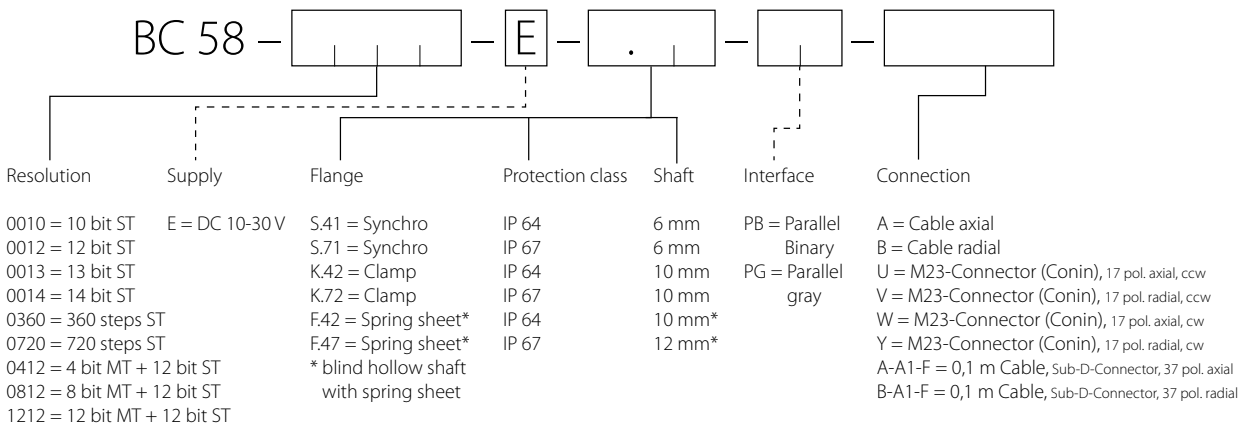 BC 58 – – E – . – –
Resolution Supply Flange Protection class Shaft Interface Connection
0010 = 10 bit ST E = DC 10-30 V S.41 = Synchro IP 64 6 mm PB = Parallel A = Cable axial
0012 = 12 bit ST S.71 = Synchro IP 67 6 mm Binary B = Cable radial
0013 = 13 bit ST K.42 = Clamp IP 64 10 mm PG = Parallel U = M23-Connector (Conin), 17 pol. axial, ccw
0014 = 14 bit ST K.72 = Clamp IP 67 10 mm gray V = M23-Connector (Conin), 17 pol. radial, ccw
0360 = 360 steps ST F.42 = Spring sheet* IP 64 10 mm* W = M23-Connector (Conin), 17 pol. axial, cw
0720 = 720 steps ST F.47 = Spring sheet* IP 67 12 mm* Y = M23-Connector (Conin), 17 pol. radial, cw
0412 = 4 bit MT + 12 bit ST * blind hollow shaft A-A1-F = 0,1 m Cable, Sub-D-Connector, 37 pol. axial
0812 = 8 bit MT + 12 bit ST with spring sheet B-A1-F = 0,1 m Cable, Sub-D-Connector, 37 pol. radial
1212 = 12 bit MT + 12 bit ST